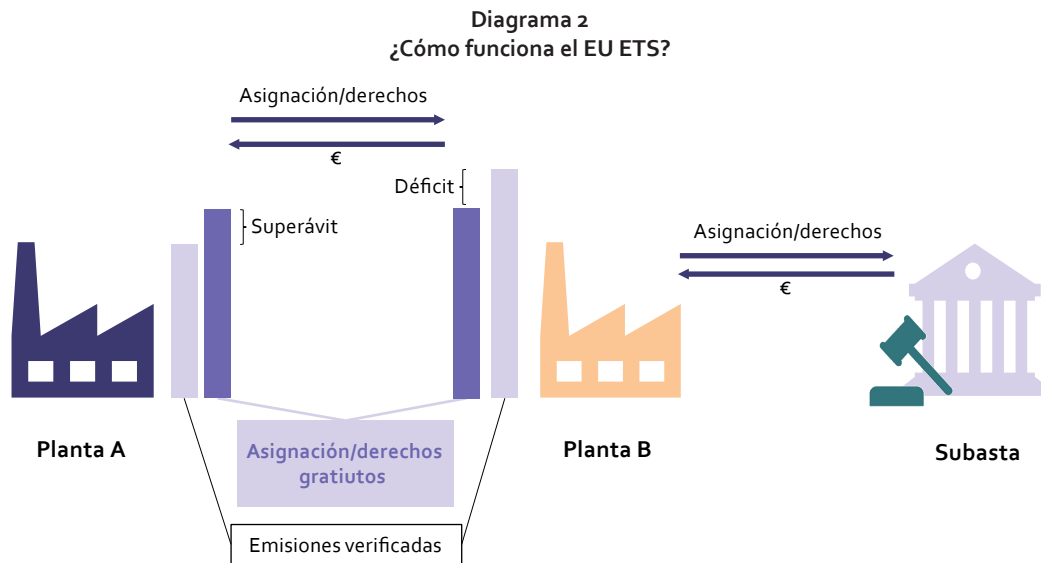 Diagrama 2
¿Cómo funciona el EU ETS?
Asignación/derechos
€
Déficit
Superávit
Asignación/derechos
€
Planta A
Asignación/derechos
gratiutos
Planta B
Subasta
Emisiones verificadas